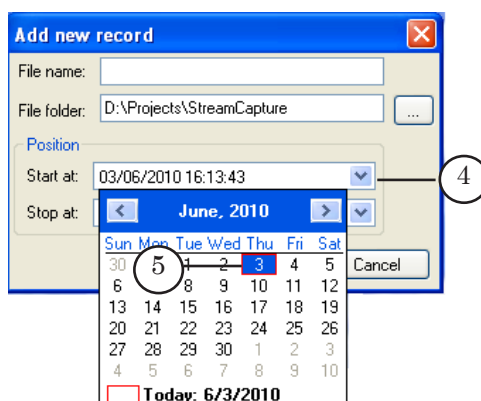 Add new record
File name:
File folder: D:\Projects\StreamCapture ...
Position
Start at: 03/06/2010 16:13:43
4
Stop at:
June, 2010
Sun Mon Tue Wed Thu Fri Sat
30 1 2 3 4 5
5
Cancel
6 8 9 10 11 12
13 14 15 16 17 18 19
20 21 22 23 24 25 26
27 28 29 30 1 2 3
4 5 6 7 8 9 10
Today: 6/3/2010